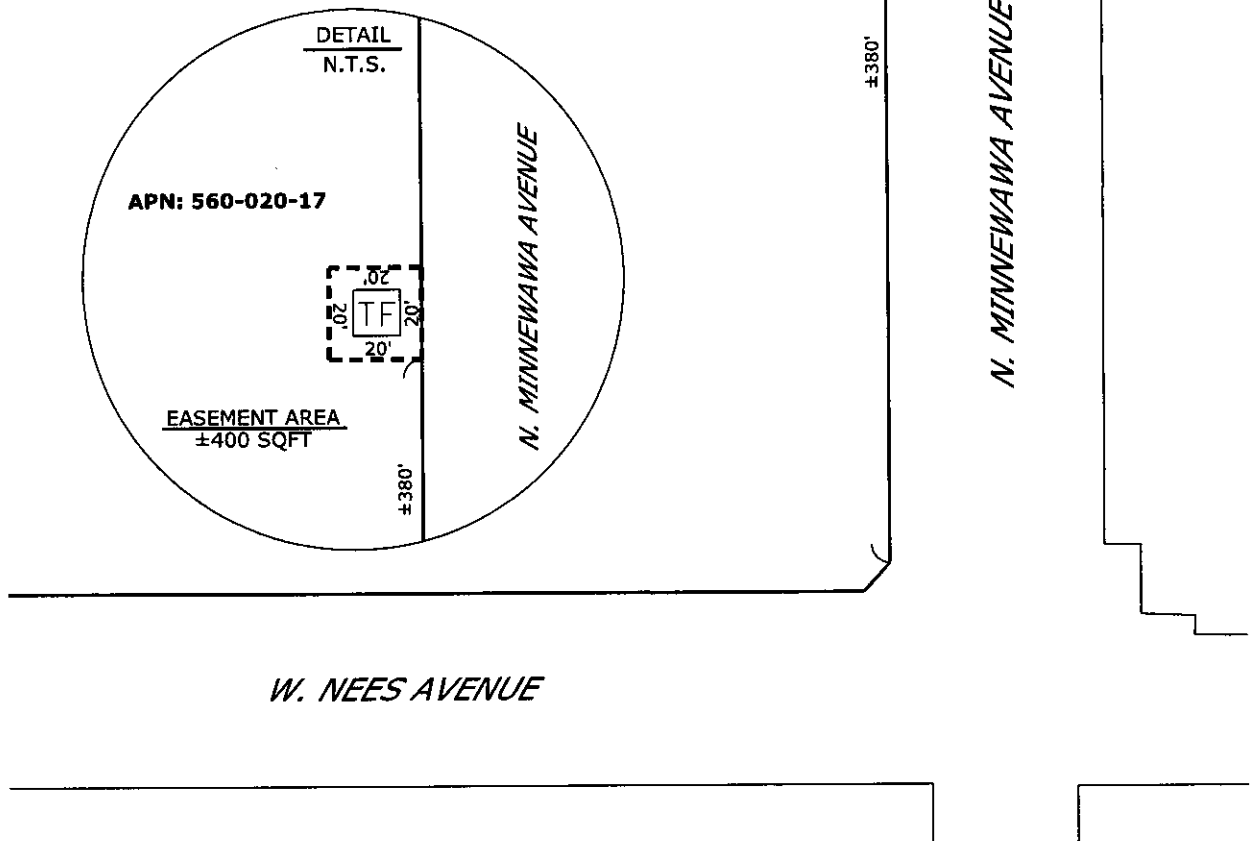 DETAIL
N.T.S.
APN: 560-020-17
20'
20'
TF
20'
20'
EASEMENT AREA
±400 SQFT
±380'
N. MINNEWAWA AVENUE
±380'
N. MINNEWAWA AVENUE
W. NEES AVENUE